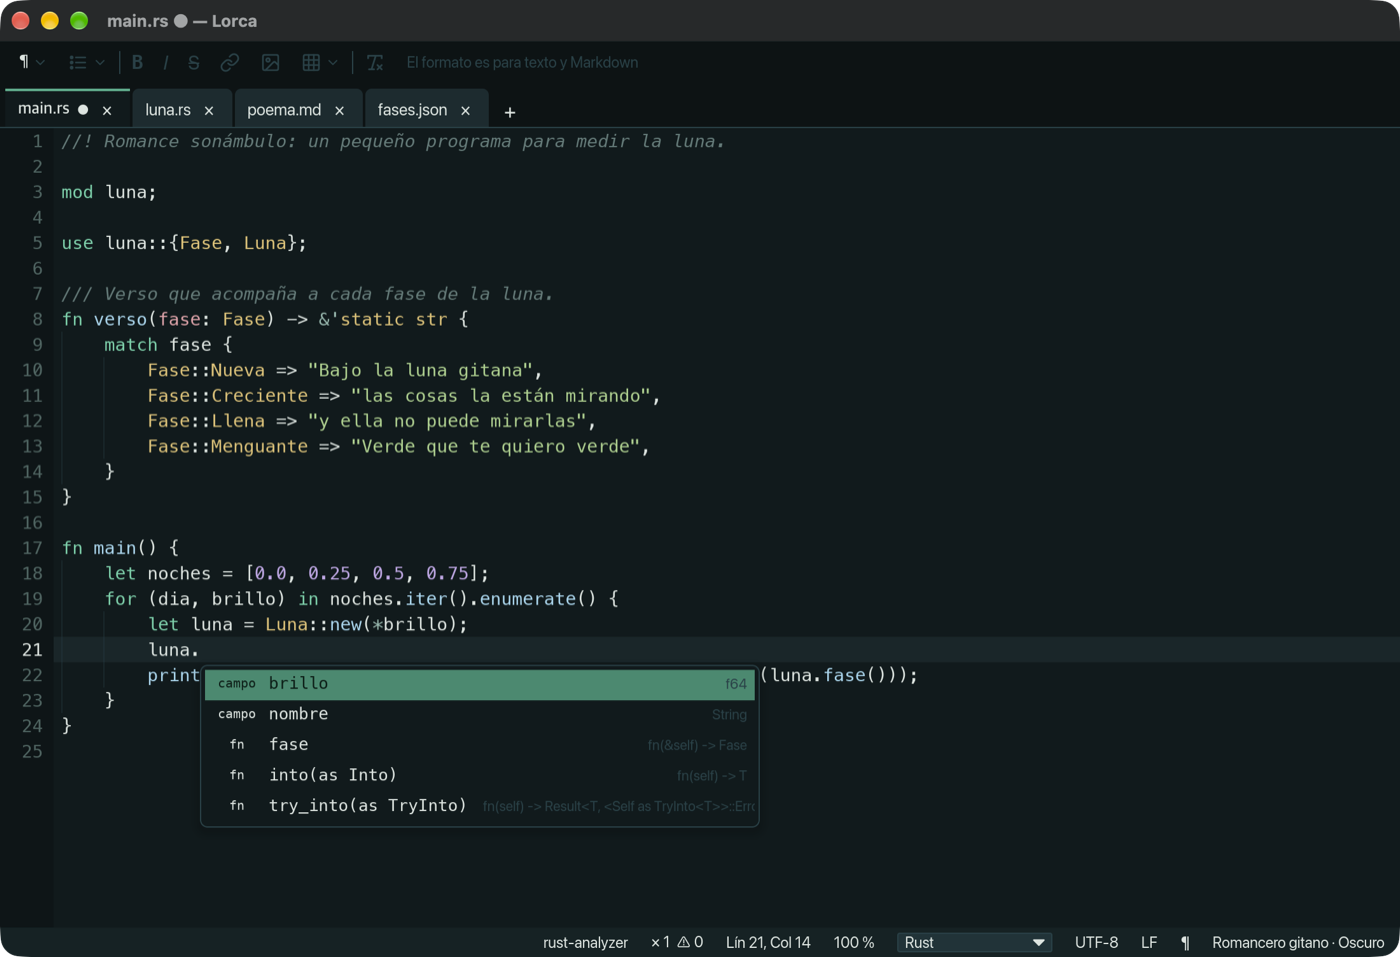 main.rs ● — Lorca
¶ B I S El formato es para texto y Markdown
main.rs ● × luna.rs × poema.md × fases.json × +
1 //! Romance sonámbulo: un pequeño programa para medir la luna.
2
3 mod luna;
4
5 use luna::{Fase, Luna};
6
7 /// Verso que acompaña a cada fase de la luna.
8 fn verso(fase: Fase) -> &'static str {
9 match fase {
10 Fase::Nueva => "Bajo la luna gitana",
11 Fase::Creciente => "las cosas la están mirando",
12 Fase::Llena => "y ella no puede mirarlas",
13 Fase::Menguante => "Verde que te quiero verde",
14 }
15 }
16
17 fn main() {
18 let noches = [0.0, 0.25, 0.5, 0.75];
19 for (dia, brillo) in noches.iter().enumerate() {
20 let luna = Luna::new(*brillo);
21 luna.
22 print (luna.fase()));
23 }
24 }
25
campo brillo f64
campo nombre String
fn fase fn(&self) -> Fase
fn into(as Into) fn(self) -> T
fn try_into(as TryInto) fn(self) -> Result<T, <Self as TryInto<T>>::Erro
rust-analyzer × 1 ⚠ 0 Lín 21, Col 14 100 % Rust UTF-8 LF ¶ Romancero gitano · Oscuro